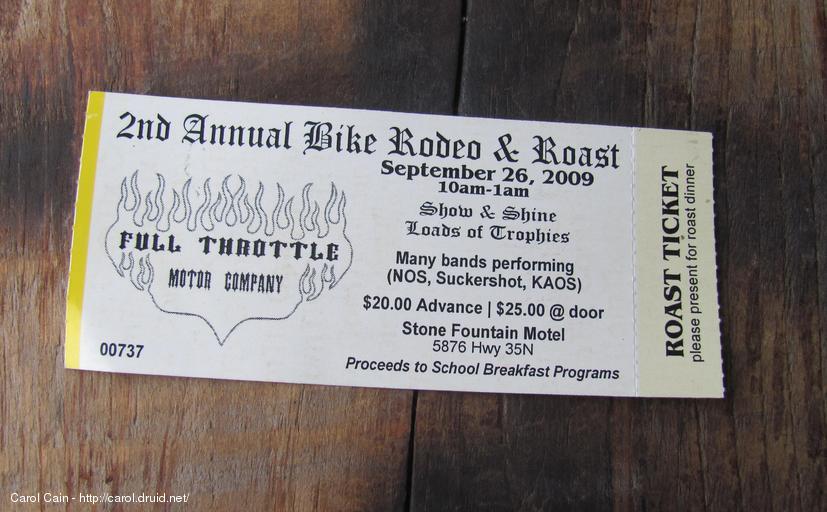 2nd Annual Bike Rodeo & Roast
September 26, 2009
10am-1am
Show & Shine
Loads of Trophies
FULL THROTTLE
MOTOR COMPANY
Many bands performing
(NOS, Suckershot, KAOS)
$20.00 Advance | $25.00 @ door
Stone Fountain Motel
5876 Hwy 35N
Proceeds to School Breakfast Programs
00737
ROAST TICKET
please present for roast dinner
Carol Cain - http://carol.druid.net/